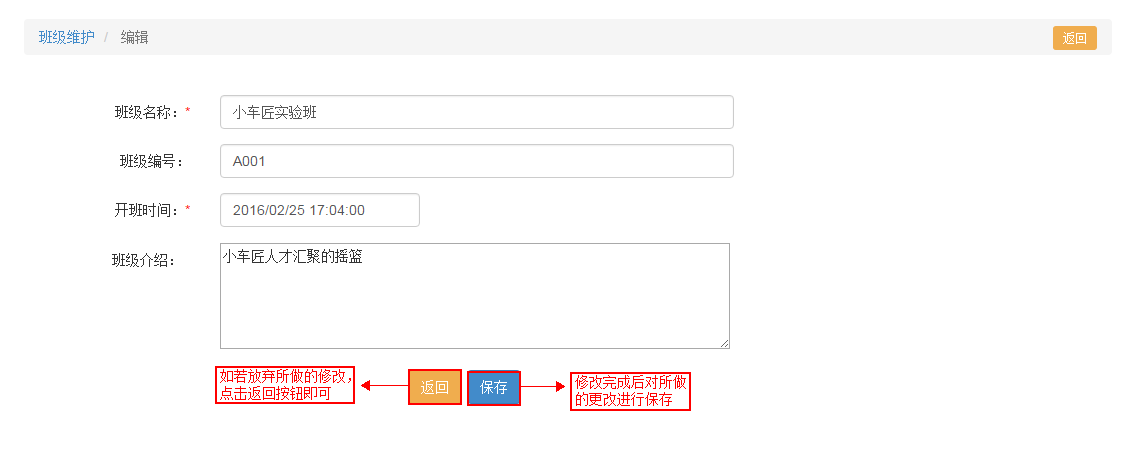 班级维护 / 编辑
返回
班级名称：*
小车匠实验班
班级编号：
A001
开班时间：*
2016/02/25 17:04:00
班级介绍：
小车匠人才汇聚的摇篮
如若放弃所做的修改，
点击返回按钮即可
返回
保存
修改完成后对所做
的更改进行保存